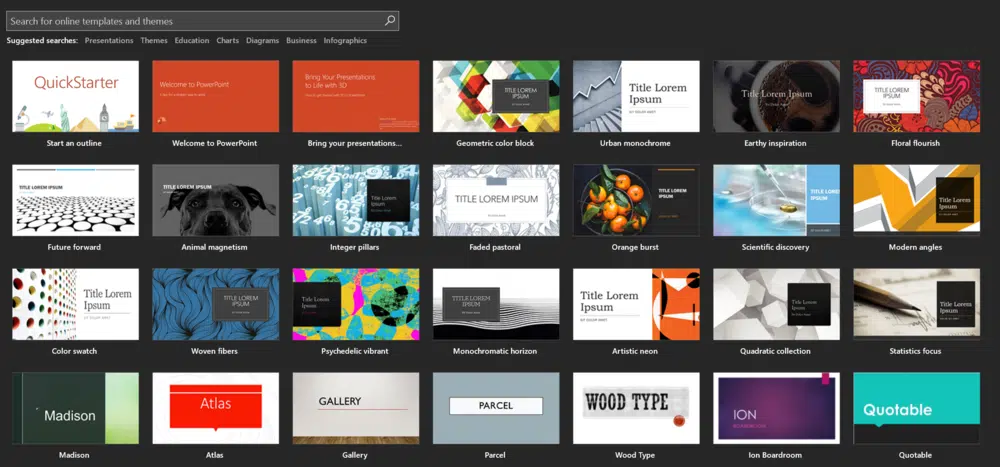 Search for online templates and themes
Suggested searches: Presentations Themes Education Charts Diagrams Business Infographics
QuickStarter
Welcome to PowerPoint
Bring Your Presentations
to Life with 3D
TITLE LOREM
IPSUM
Title Lorem
Ipsum
SIT DOLOR AMET
Title Lorem Ipsum
TITLE LOREM
IPSUM
Start an outline
Welcome to PowerPoint
Bring your presentations...
Geometric color block
Urban monochrome
Earthy inspiration
Floral flourish
TITLE LOREM IPSUM
TITLE LOREM IPSUM
Title Lorem
Ipsum
TITLE LOREM IPSUM
TITLE LOREM
IPSUM
TITLE LOREM
IPSUM
Title Lorem
Ipsum
Future forward
Animal magnetism
Integer pillars
Faded pastoral
Orange burst
Scientific discovery
Modern angles
Title Lorem
Ipsum
TITLE LOREM
IPSUM
Title Lorem
Ipsum
TITLE LOREM
IPSUM
Title Lorem
Ipsum
Title Lorem
Ipsum
Title Lorem
Ipsum
Color swatch
Woven fibers
Psychedelic vibrant
Monochromatic horizon
Artistic neon
Quadratic collection
Statistics focus
Madison
Atlas
GALLERY
PARCEL
WOOD TYPE
ION
BOARDROOM
Quotable
Madison
Atlas
Gallery
Parcel
Wood Type
Ion Boardroom
Quotable